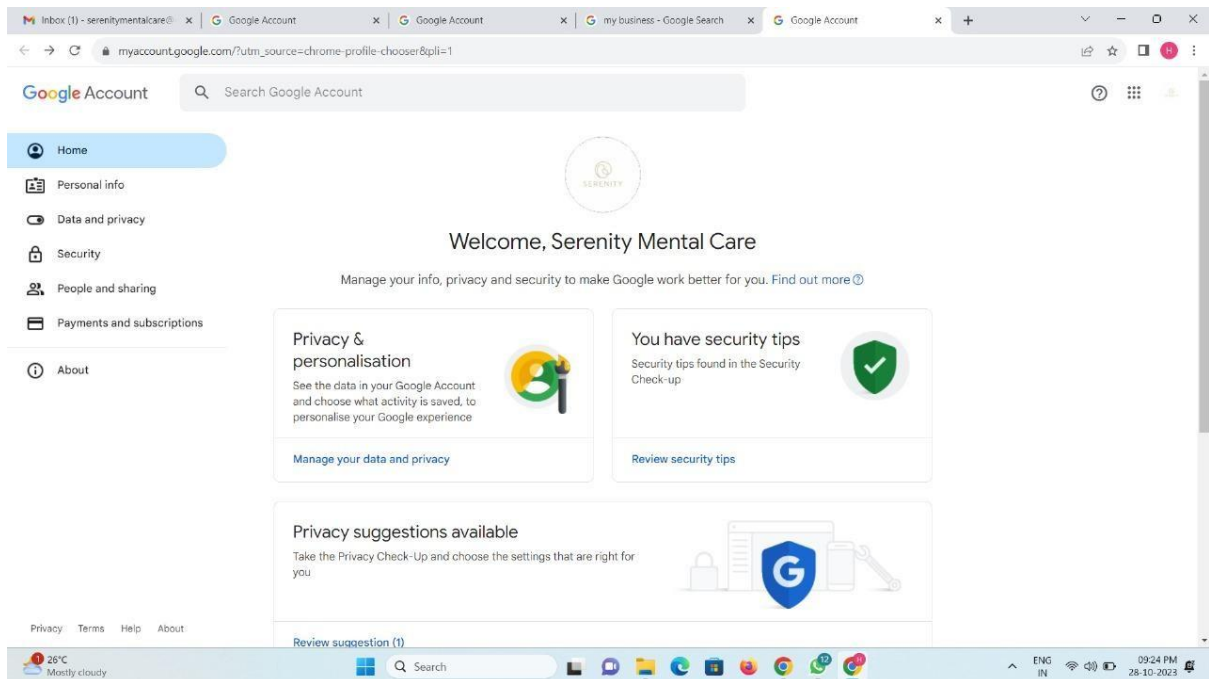 Inbox (1) - serenitymentalcare@
Google Account
Google Account
my business - Google Search
Google Account
myaccount.google.com/?utm_source=chrome-profile-chooser&pli=1
H
Google Account
Search Google Account
Home
Personal info
Data and privacy
Security
People and sharing
Payments and subscriptions
About
SERENITY
Welcome, Serenity Mental Care
Manage your info, privacy and security to make Google work better for you. Find out more
Privacy &
personalisation
See the data in your Google Account
and choose what activity is saved, to
personalise your Google experience
Manage your data and privacy
You have security tips
Security tips found in the Security
Check-up
Review security tips
Privacy suggestions available
Take the Privacy Check-Up and choose the settings that are right for
you
G
Review suggestion (1)
Privacy Terms Help About
1
26°C
Mostly cloudy
Search
12
H
ENG
IN
09:24 PM
28-10-2023